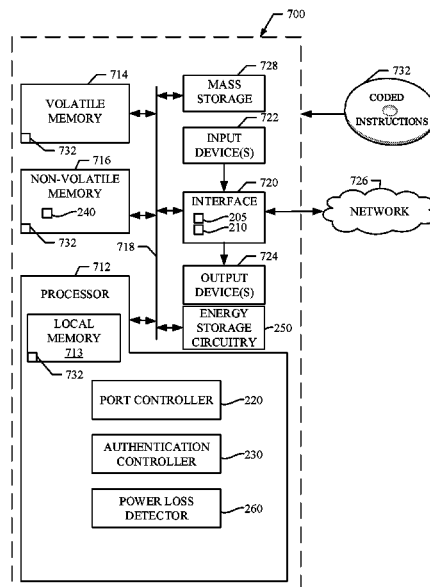 700
714
VOLATILE
MEMORY
732
716
NON-VOLATILE
MEMORY
240
732
718
712
PROCESSOR
LOCAL
MEMORY
713
732
728
MASS
STORAGE
722
INPUT
DEVICE(S)
720
INTERFACE
205
210
724
OUTPUT
DEVICE(S)
ENERGY
STORAGE
CIRCUITRY
250
732
CODED
INSTRUCTIONS
726
NETWORK
PORT CONTROLLER
220
AUTHENTICATION
CONTROLLER
230
POWER LOSS
DETECTOR
260